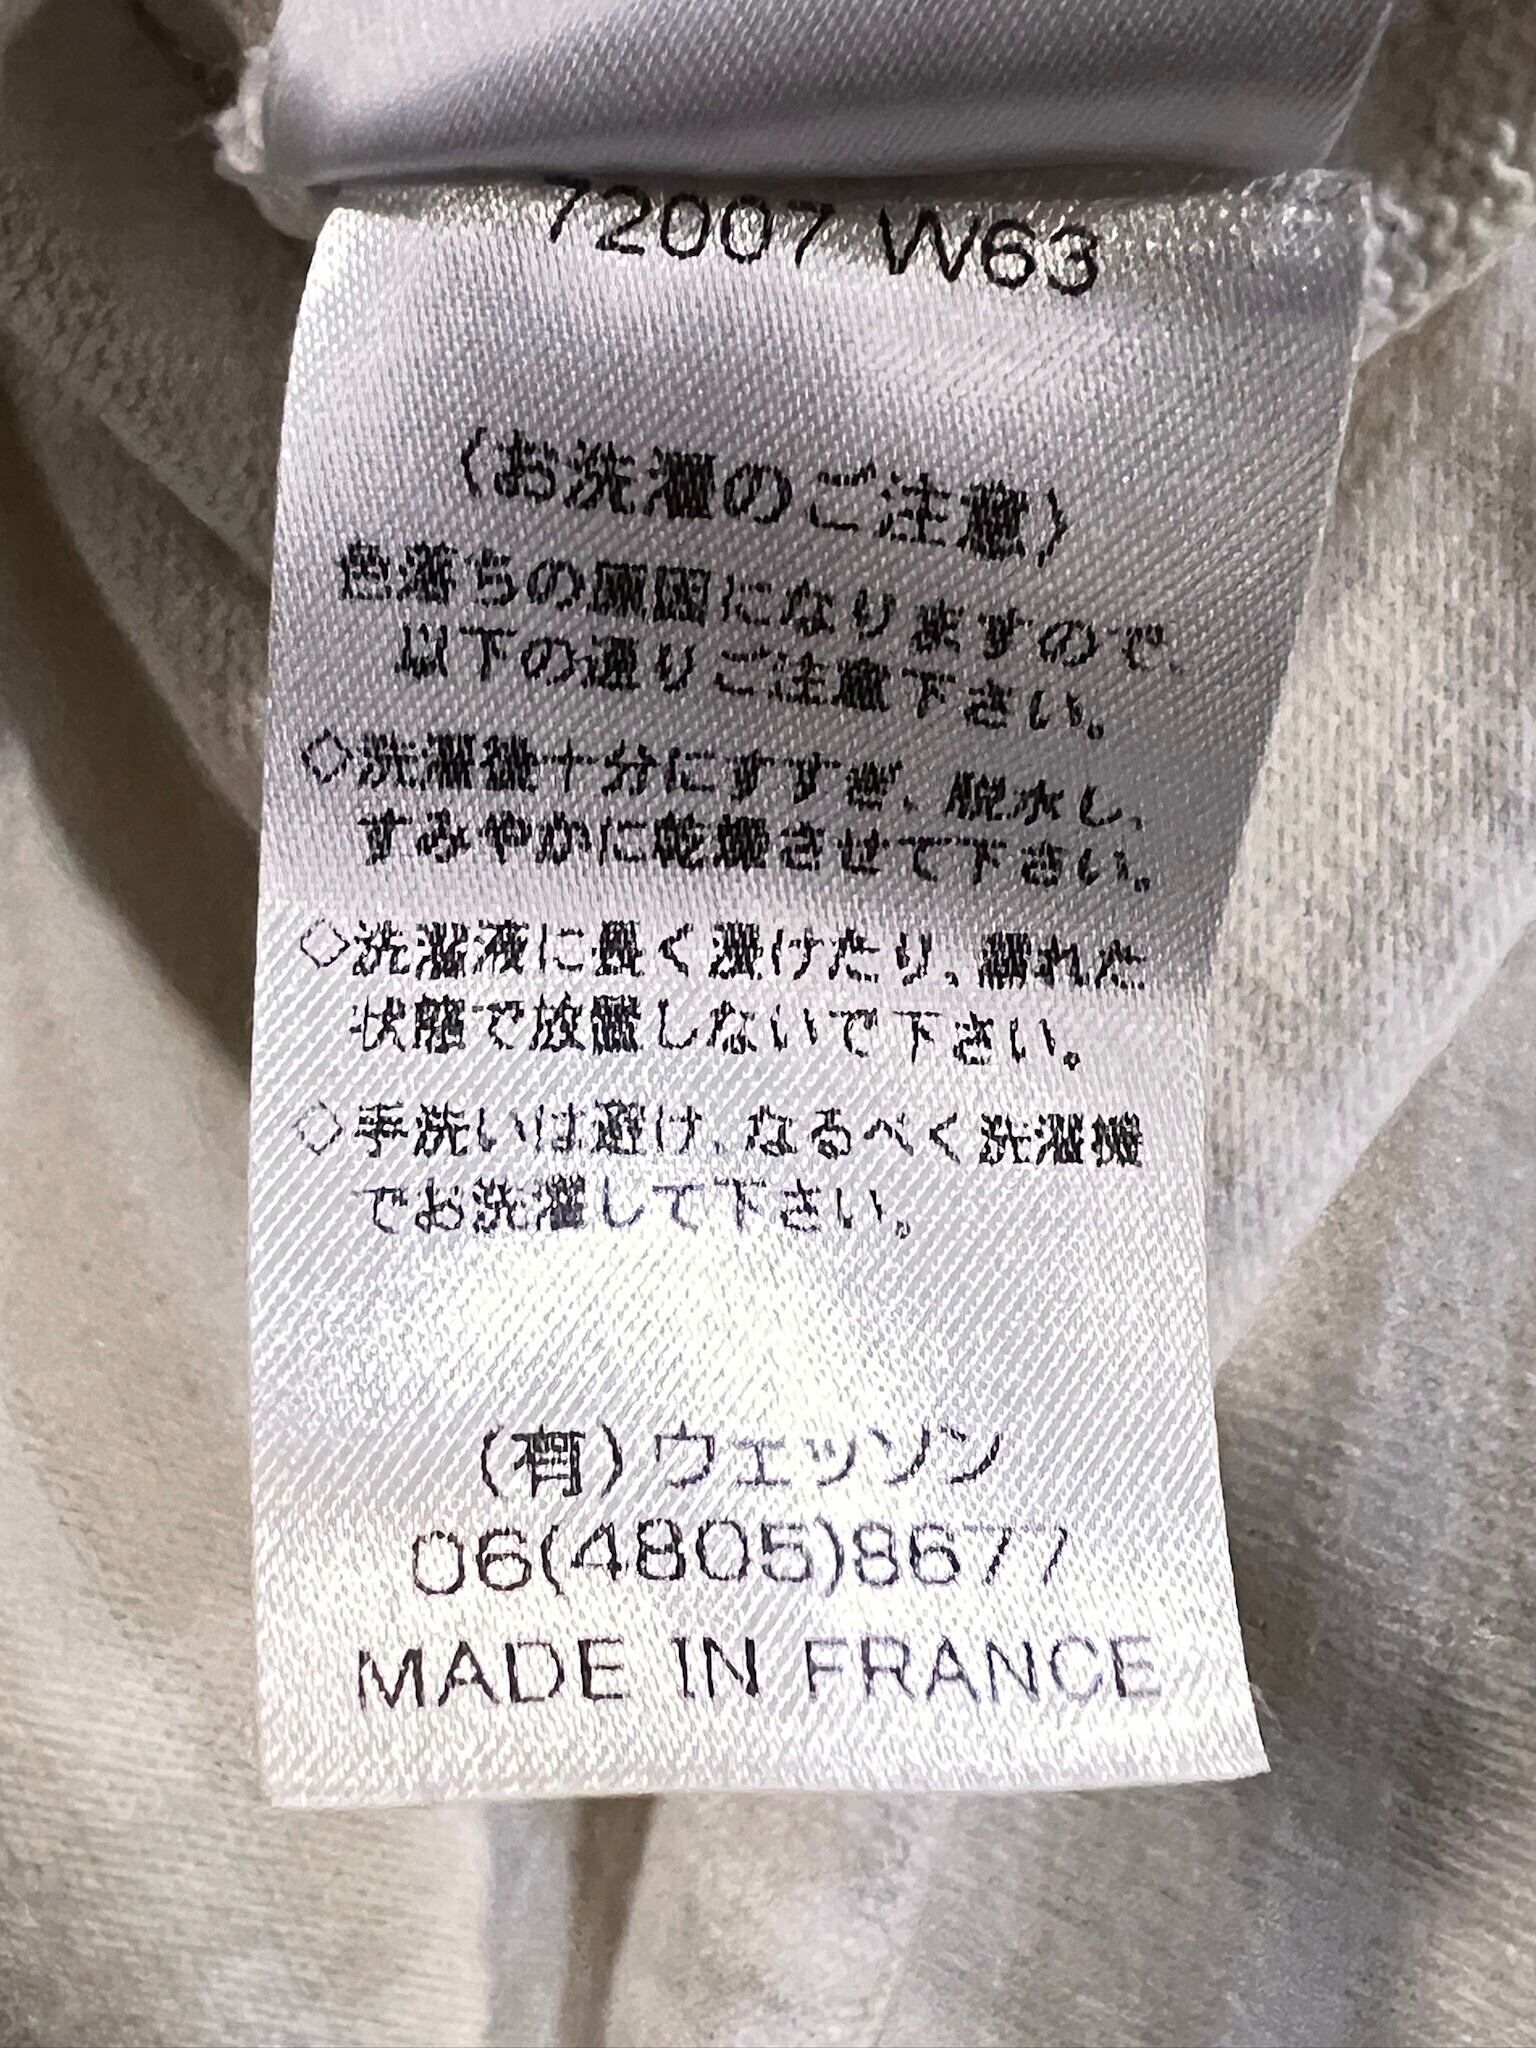 72007 W63
(お洗濯のご注意)
色落ちの原因になりますので、
以下の通りご注意下さい。
◇洗濯後十分にすすぎ、脱水し、
すみやかに乾燥させて下さい。
◇洗濯液に長く漬けたり、濡れた
状態で放置しないで下さい。
◇手洗いは避け、なるべく洗濯機
でお洗濯して下さい。
(有)ウェッソン
06(4805)8677
MADE IN FRANCE